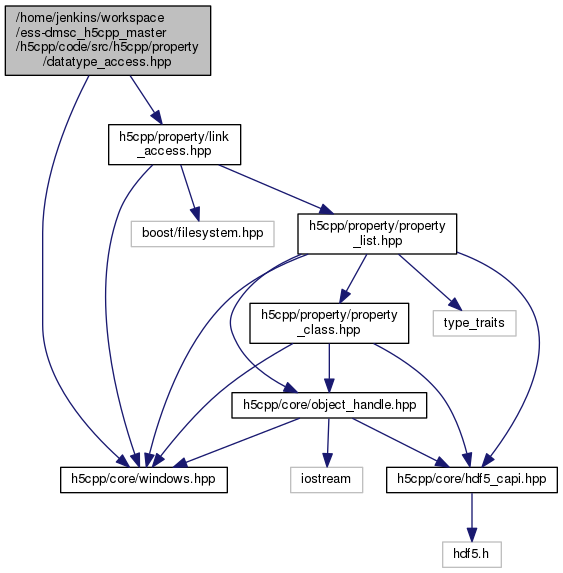 /home/jenkins/workspace
/ess-dmsc_h5cpp_master
/h5cpp/code/src/h5cpp/property
/datatype_access.hpp
h5cpp/property/link
_access.hpp
boost/filesystem.hpp
h5cpp/property/property
_list.hpp
h5cpp/property/property
_class.hpp
type_traits
h5cpp/core/object_handle.hpp
h5cpp/core/windows.hpp
iostream
h5cpp/core/hdf5_capi.hpp
hdf5.h